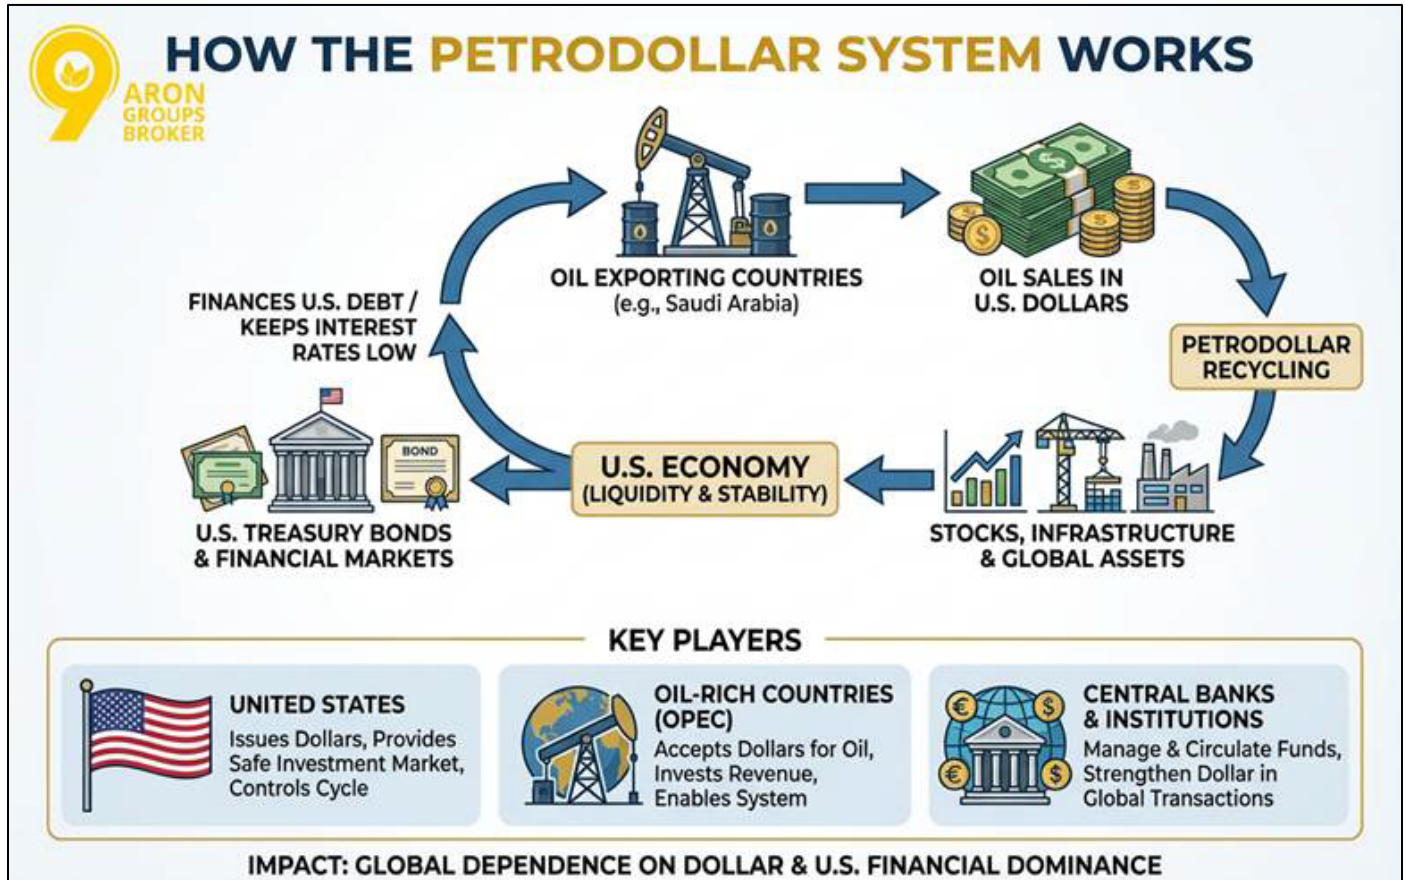 HOW THE PETRODOLLAR SYSTEM WORKS
9
ARON
GROUPS
BROKER
OIL EXPORTING COUNTRIES
(e.g., Saudi Arabia)
OIL SALES IN
U.S. DOLLARS
PETRODOLLAR
RECYCLING
STOCKS, INFRASTRUCTURE
& GLOBAL ASSETS
U.S. ECONOMY
(LIQUIDITY & STABILITY)
BOND
U.S. TREASURY BONDS
& FINANCIAL MARKETS
FINANCES U.S. DEBT /
KEEPS INTEREST
RATES LOW
KEY PLAYERS
UNITED STATES
Issues Dollars, Provides
Safe Investment Market,
Controls Cycle
OIL-RICH COUNTRIES
(OPEC)
Accepts Dollars for Oil,
Invests Revenue,
Enables System
CENTRAL BANKS
& INSTITUTIONS
Manage & Circulate Funds,
Strengthen Dollar in
Global Transactions
IMPACT: GLOBAL DEPENDENCE ON DOLLAR & U.S. FINANCIAL DOMINANCE